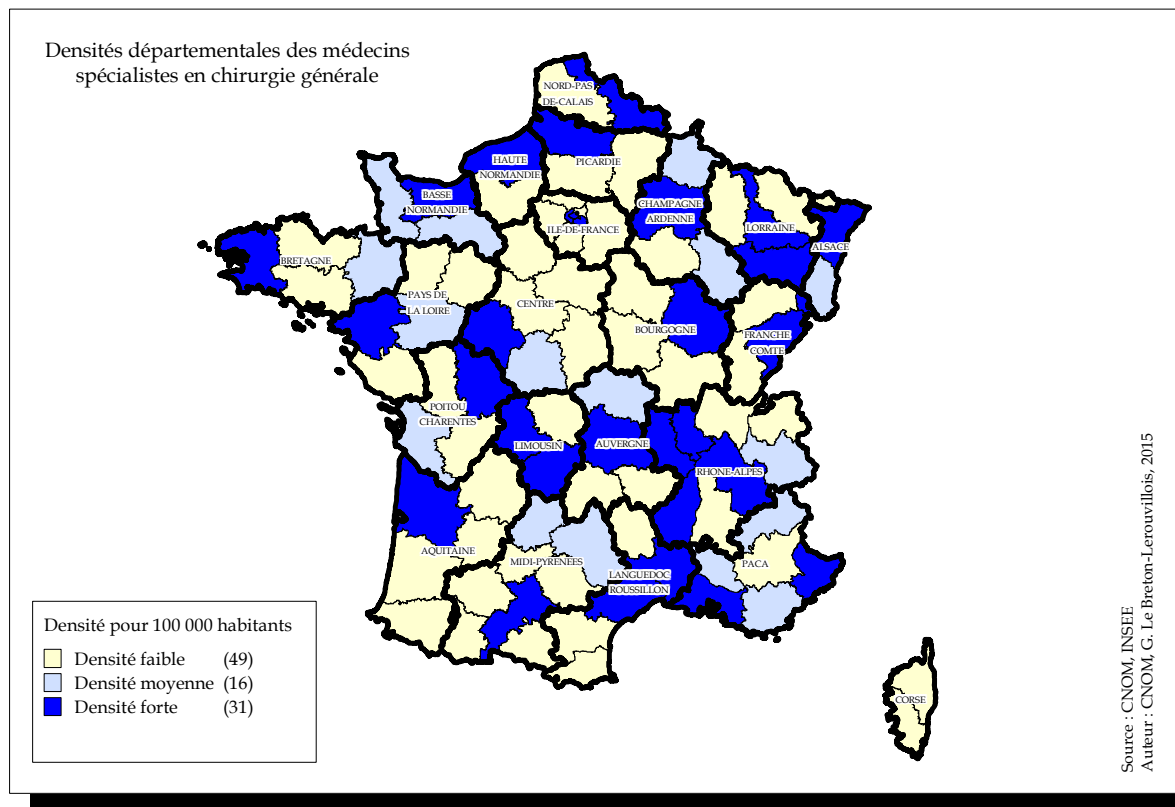 Densités départementales des médecins
spécialistes en chirurgie générale
NORD-PAS
DE-CALAIS
HAUTE
NORMANDIE
PICARDIE
BASSE
NORMANDIE
CHAMPAGNE
ARDENNE
LORRAINE
ALSACE
ILE-DE-FRANCE
BRETAGNE
PAYS DE
LA LOIRE
CENTRE
BOURGOGNE
FRANCHE
COMTE
POITOU
CHARENTES
LIMOUSIN
AUVERGNE
RHONE-ALPES
AQUITAINE
MIDI-PYRENEES
LANGUEDOC
ROUSSILLON
PACA
CORSE
Densité pour 100 000 habitants
Densité faible (49)
Densité moyenne (16)
Densité forte (31)
Source : CNOM, INSEE
Auteur : CNOM, G. Le Breton-Lerouvillois, 2015